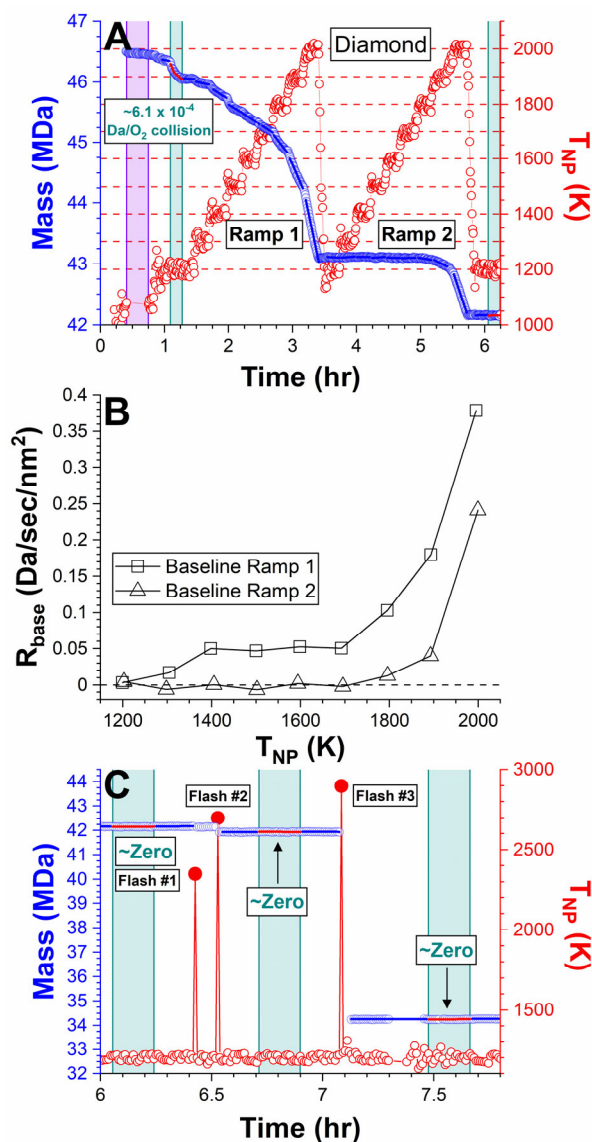 A
Diamond
~6.1 x 10⁻⁴
Da/O₂ collision
Ramp 1
Ramp 2
Mass (MDa)
47
46
45
44
43
42
T_NP (K)
2000
1800
1600
1400
1200
1000
0
1
2
3
4
5
6
Time (hr)
B
R_base (Da/sec/nm²)
0.4
0.35
0.3
0.25
0.2
0.15
0.1
0.05
0
Baseline Ramp 1
Baseline Ramp 2
1200
1400
1600
1800
2000
T_NP (K)
C
Flash #2
Flash #3
~Zero
Flash #1
~Zero
~Zero
Mass (MDa)
44
43
42
41
40
39
38
37
36
35
34
33
32
T_NP (K)
3000
2500
2000
1500
6
6.5
7
7.5
Time (hr)